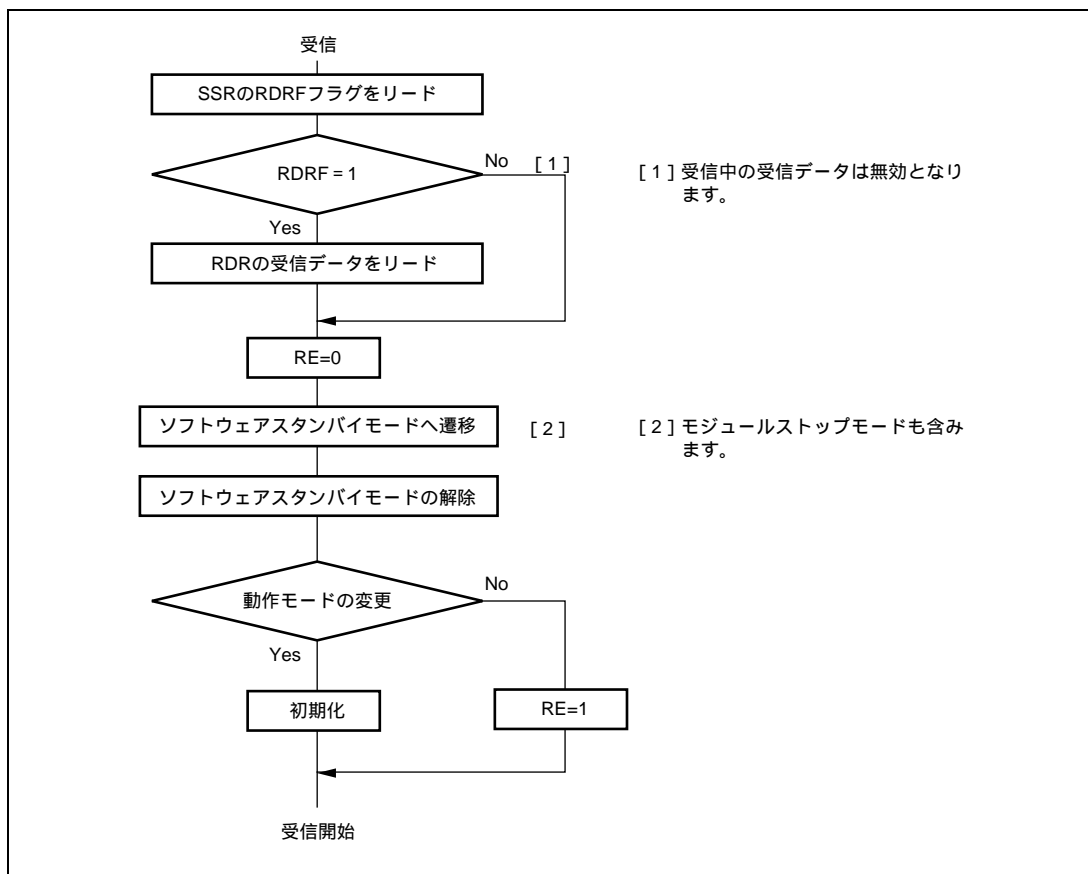 受信
SSRのRDRFフラグをリード
RDRF = 1
No
[ 1 ]
[ 1 ] 受信中の受信データは無効となり
ます。
Yes
RDRの受信データをリード
RE=0
ソフトウェアスタンバイモードへ遷移
[ 2 ]
[ 2 ] モジュールストップモードも含み
ます。
ソフトウェアスタンバイモードの解除
動作モードの変更
No
Yes
初期化
RE=1
受信開始